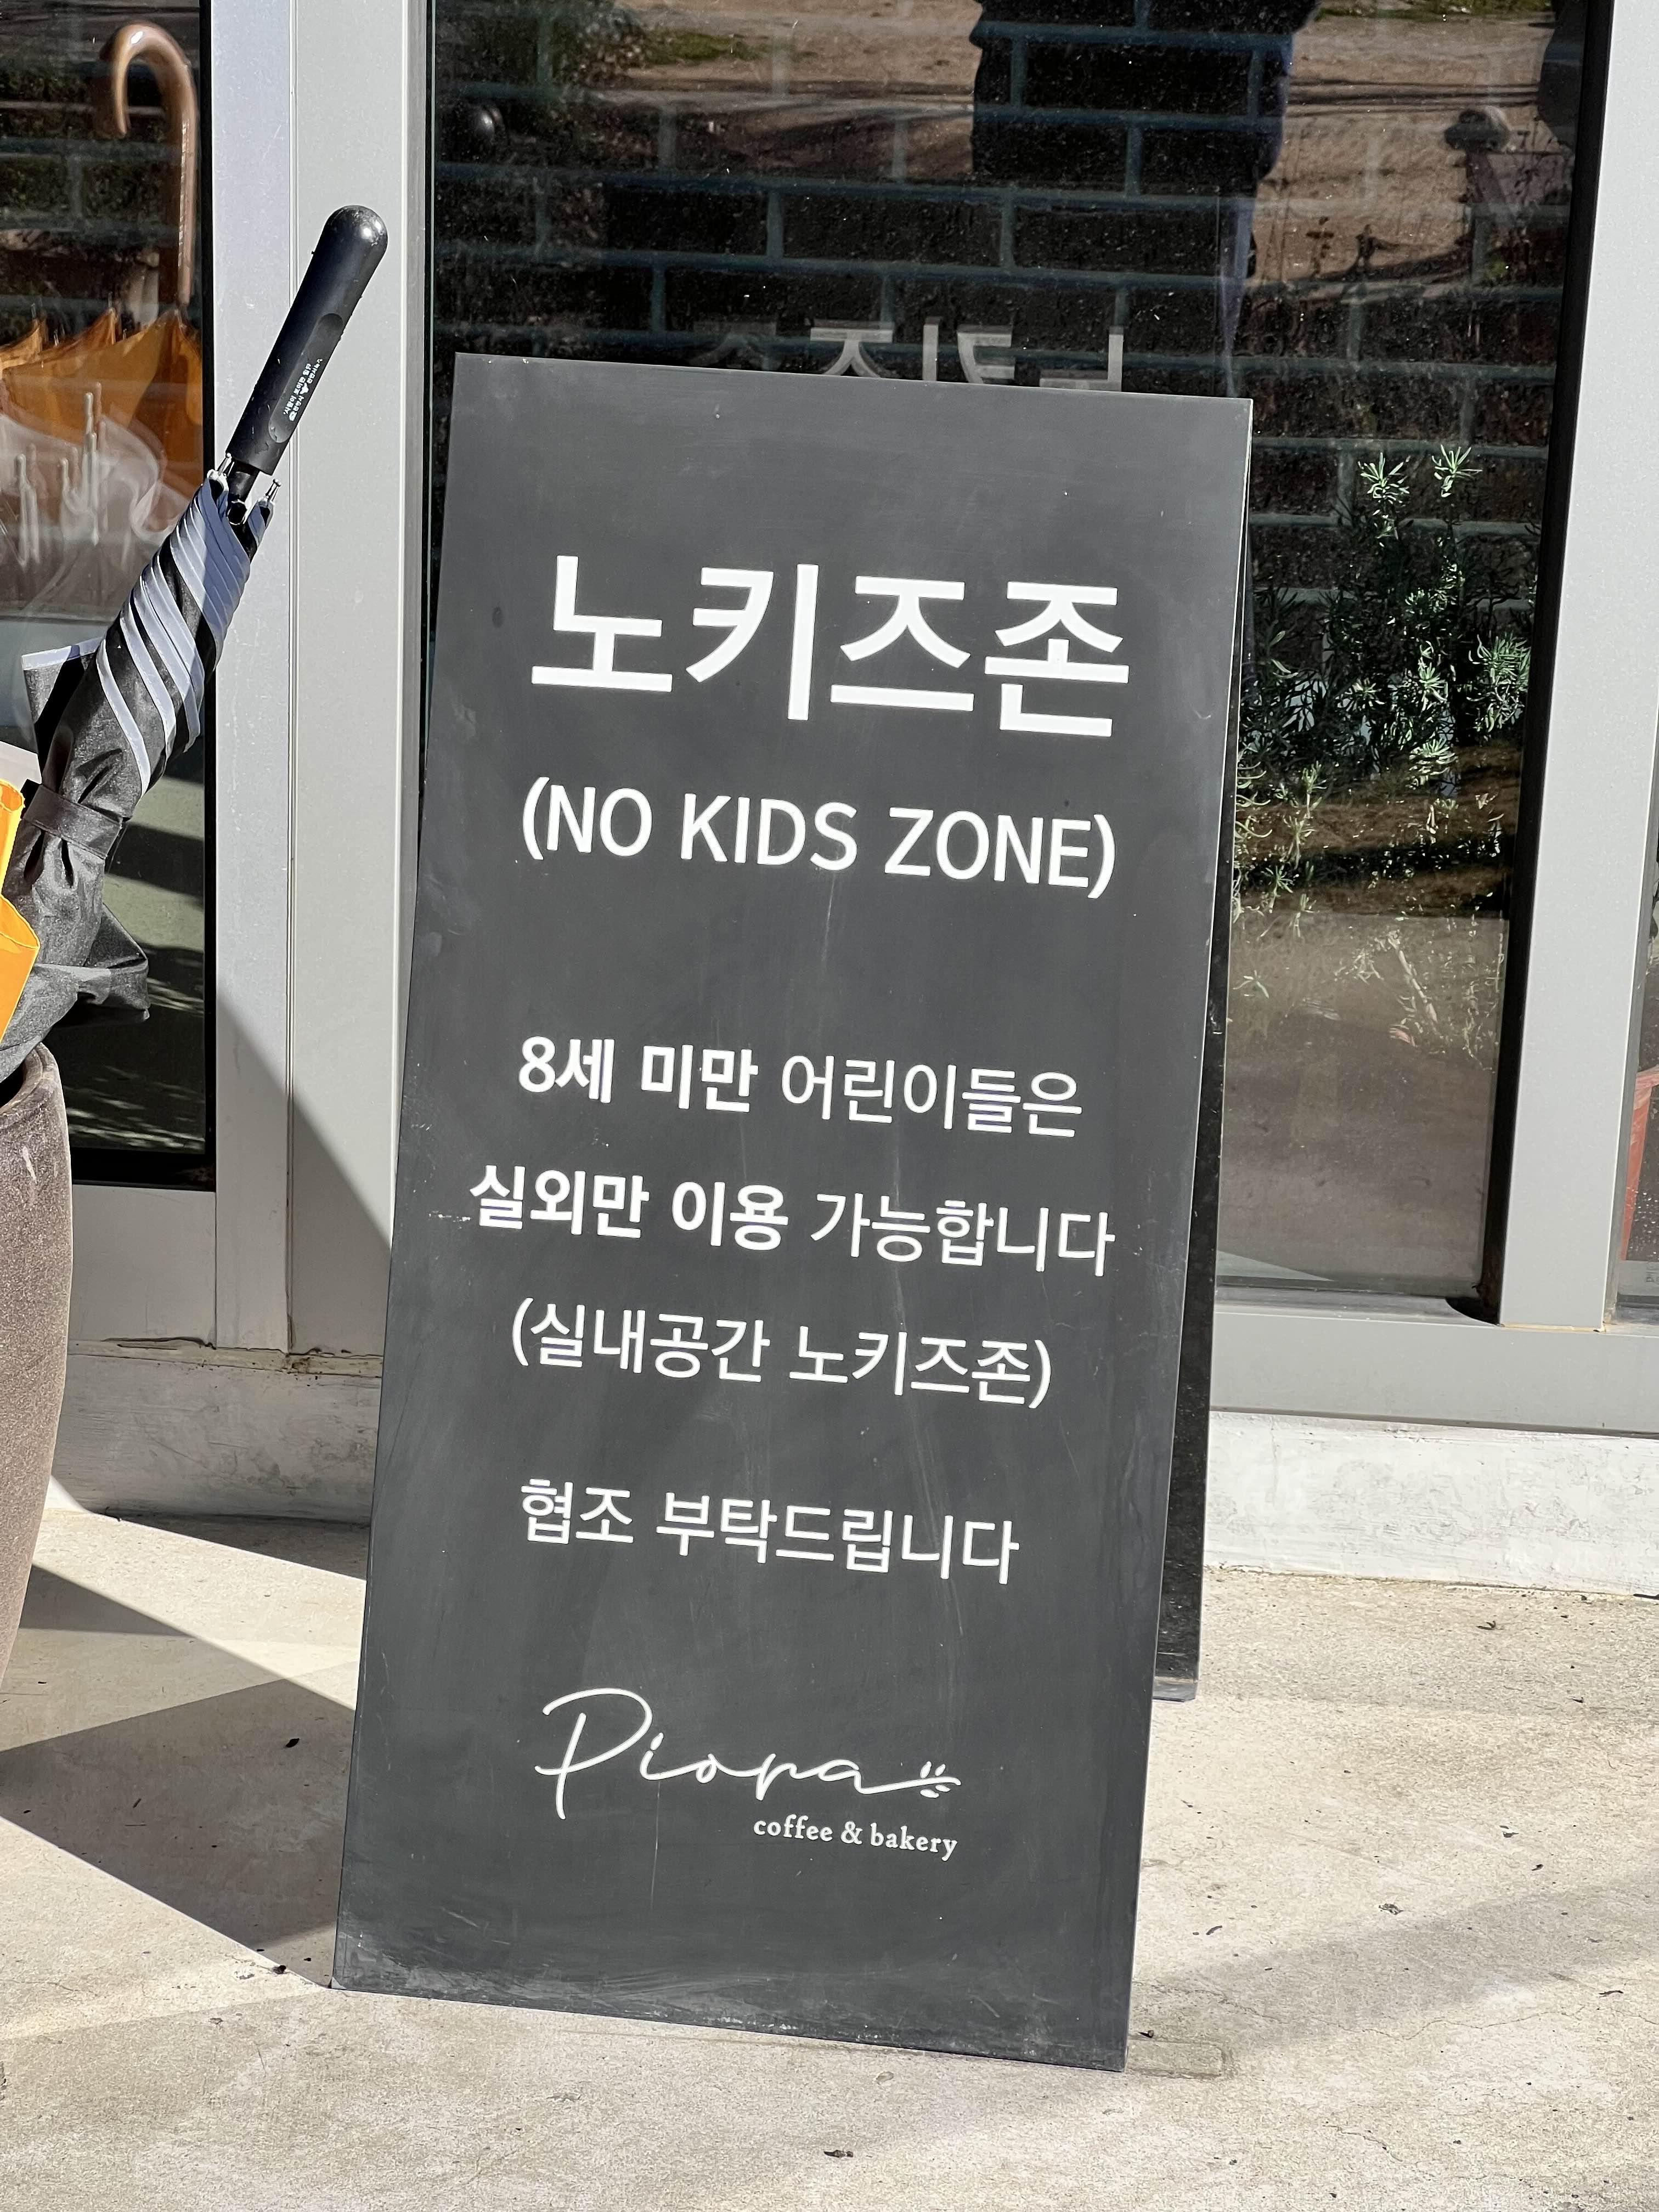 노키즈존
(NO KIDS ZONE)
8세 미만 어린이들은
실외만 이용 가능합니다
(실내공간 노키즈존)
협조 부탁드립니다
Piora
coffee & bakery